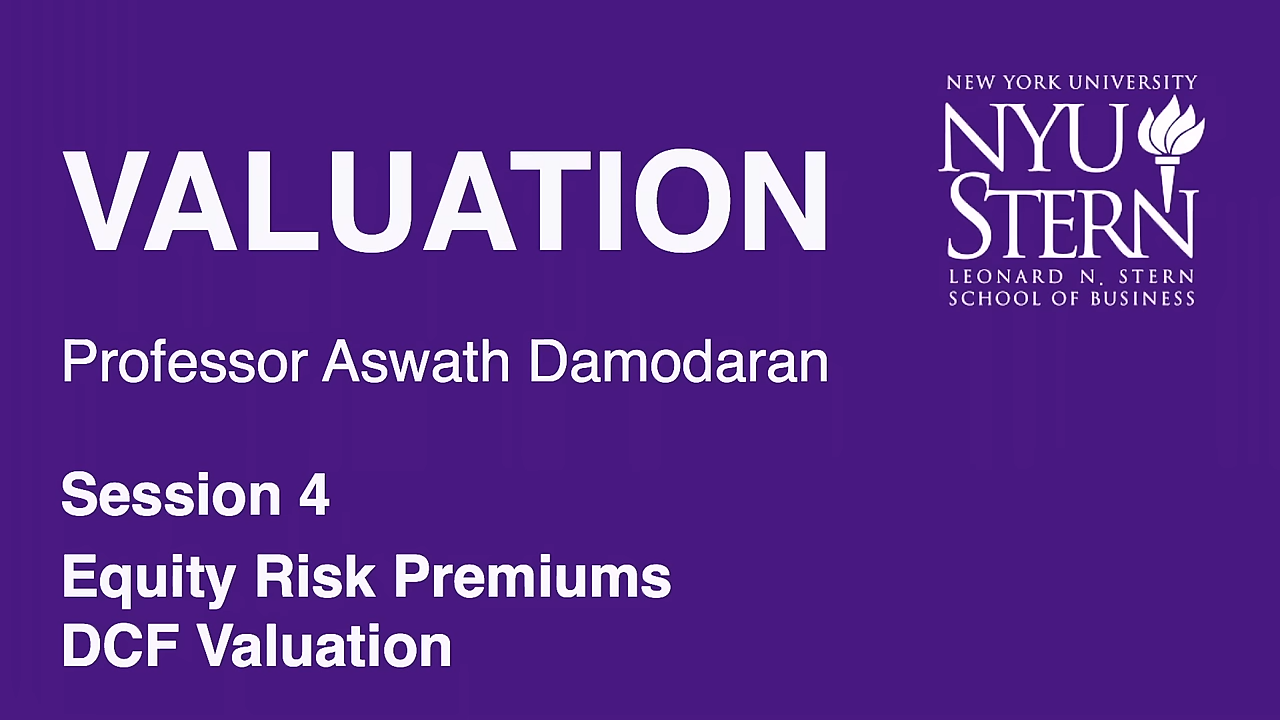 VALUATION
Professor Aswath Damodaran
Session 4
Equity Risk Premiums
DCF Valuation
NEW YORK UNIVERSITY
NYU
STERN
LEONARD N. STERN
SCHOOL OF BUSINESS